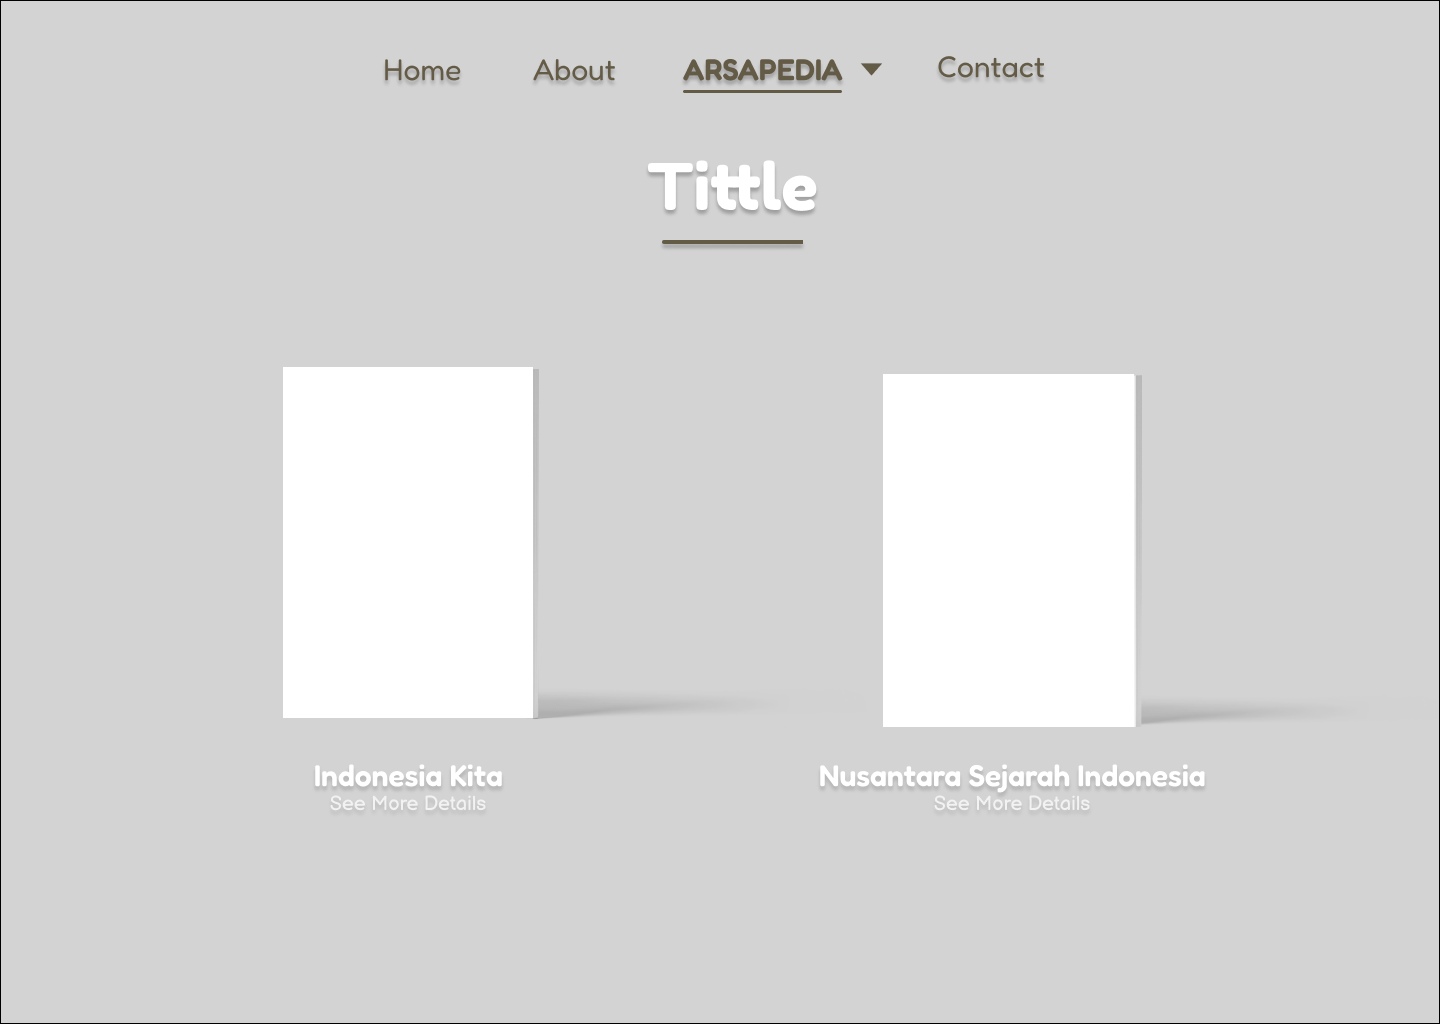 Home About ARSAPEDIA Contact
Tittle
Indonesia Kita
See More Details
Nusantara Sejarah Indonesia
See More Details